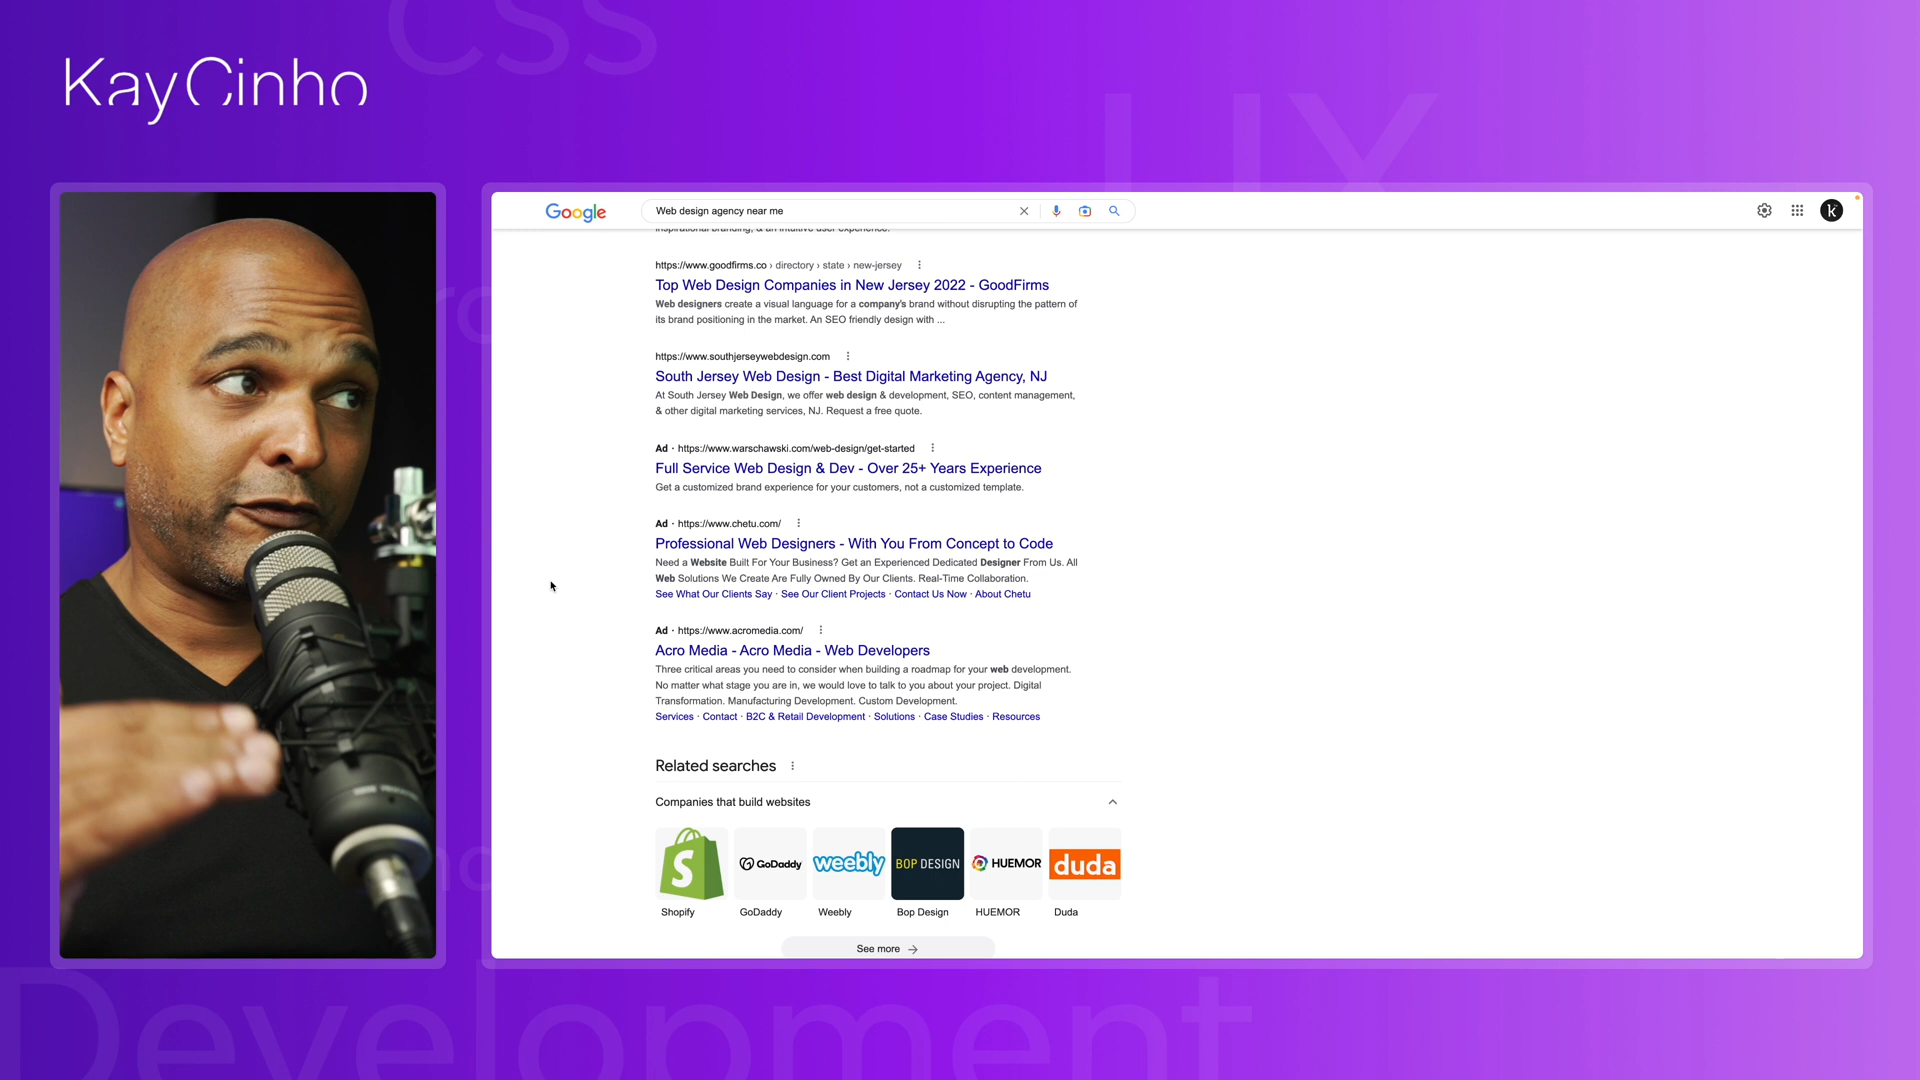 CSS
UX
KayCinho
Google
Web design agency near me
k
inspirational branding, & an intuitive user experience.
https://www.goodfirms.co › directory › state › new-jersey
Top Web Design Companies in New Jersey 2022 - GoodFirms
Web designers create a visual language for a company's brand without disrupting the pattern of
its brand positioning in the market. An SEO friendly design with ...
https://www.southjerseywebdesign.com
South Jersey Web Design - Best Digital Marketing Agency, NJ
At South Jersey Web Design, we offer web design & development, SEO, content management,
& other digital marketing services, NJ. Request a free quote.
Ad · https://www.warschawski.com/web-design/get-started
Full Service Web Design & Dev - Over 25+ Years Experience
Get a customized brand experience for your customers, not a customized template.
Ad · https://www.chetu.com/
Professional Web Designers - With You From Concept to Code
Need a Website Built For Your Business? Get an Experienced Dedicated Designer From Us. All
Web Solutions We Create Are Fully Owned By Our Clients. Real-Time Collaboration.
See What Our Clients Say · See Our Client Projects · Contact Us Now · About Chetu
Ad · https://www.acromedia.com/
Acro Media - Acro Media - Web Developers
Three critical areas you need to consider when building a roadmap for your web development.
No matter what stage you are in, we would love to talk to you about your project. Digital
Transformation. Manufacturing Development. Custom Development.
Services · Contact · B2C & Retail Development · Solutions · Case Studies · Resources
Related searches
Companies that build websites
S GoDaddy weebly BOP DESIGN HUEMOR duda
Shopify GoDaddy Weebly Bop Design HUEMOR Duda
See more →
Development